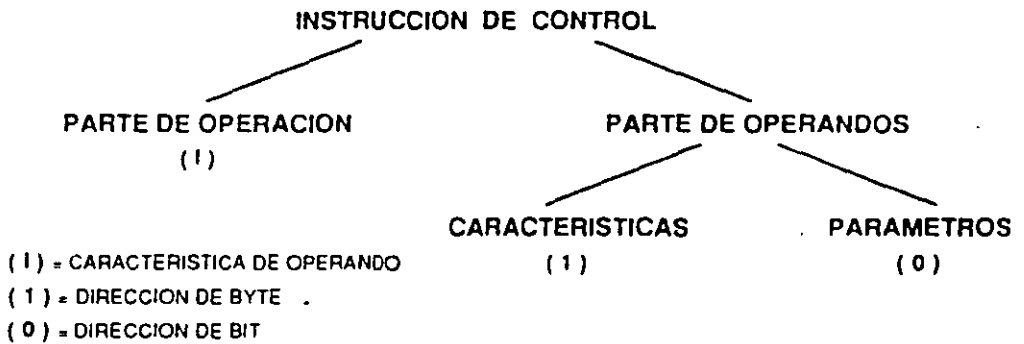 INSTRUCCION DE CONTROL
PARTE DE OPERACION
PARTE DE OPERANDOS
( I )
CARACTERISTICAS
PARAMETROS
( 1 )
( 0 )
( I ) = CARACTERISTICA DE OPERANDO
( 1 ) = DIRECCION DE BYTE
( 0 ) = DIRECCION DE BIT